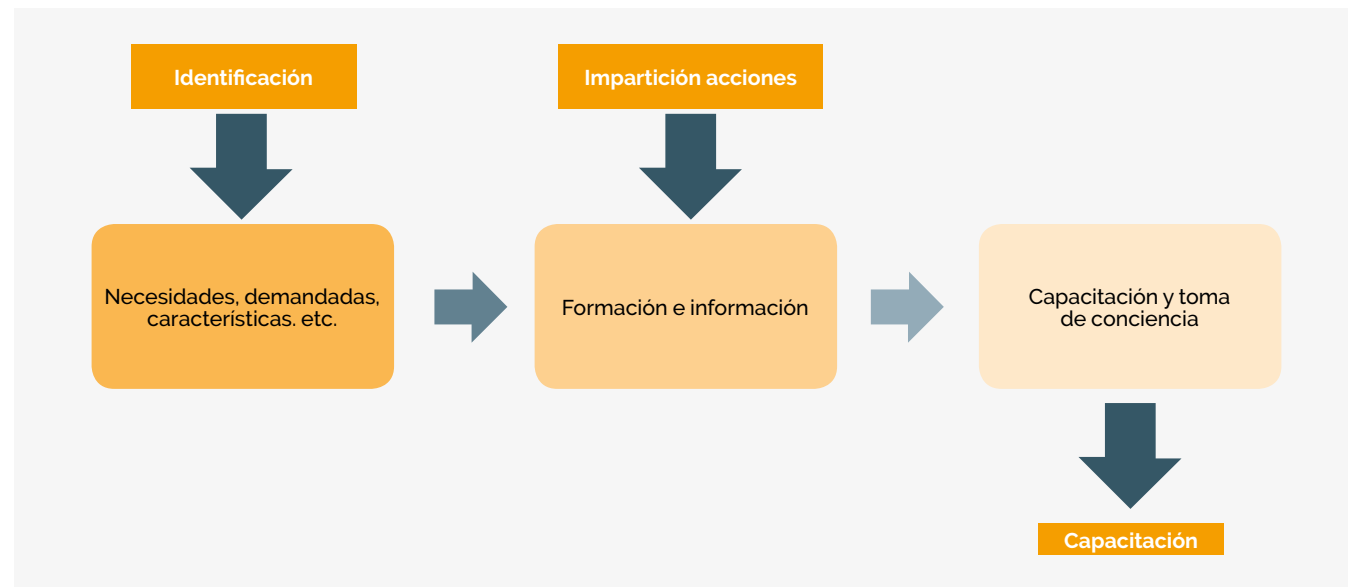 Identificación
Impartición acciones
Necesidades, demandadas,
características. etc.
Formación e información
Capacitación y toma
de conciencia
Capacitación